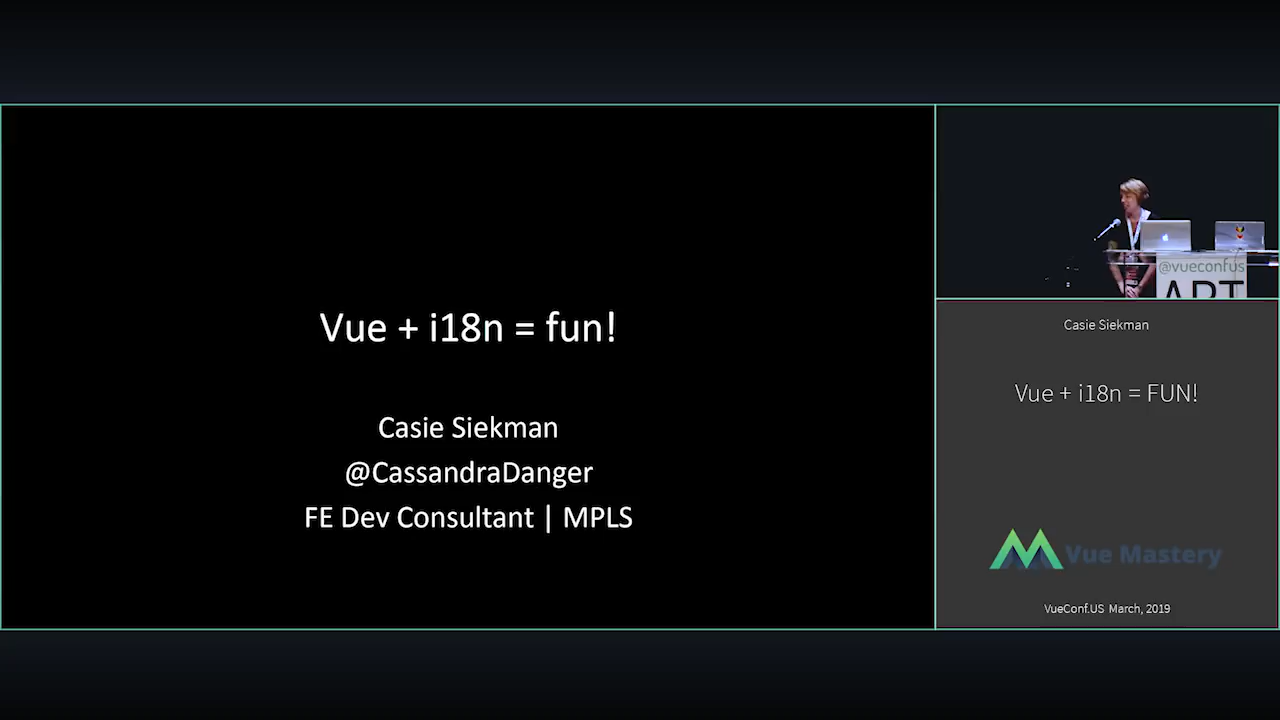 Vue + i18n = fun!
Casie Siekman
@CassandraDanger
FE Dev Consultant | MPLS
@vueconfus
Casie Siekman
Vue + i18n = FUN!
Vue Mastery
VueConf.US March, 2019